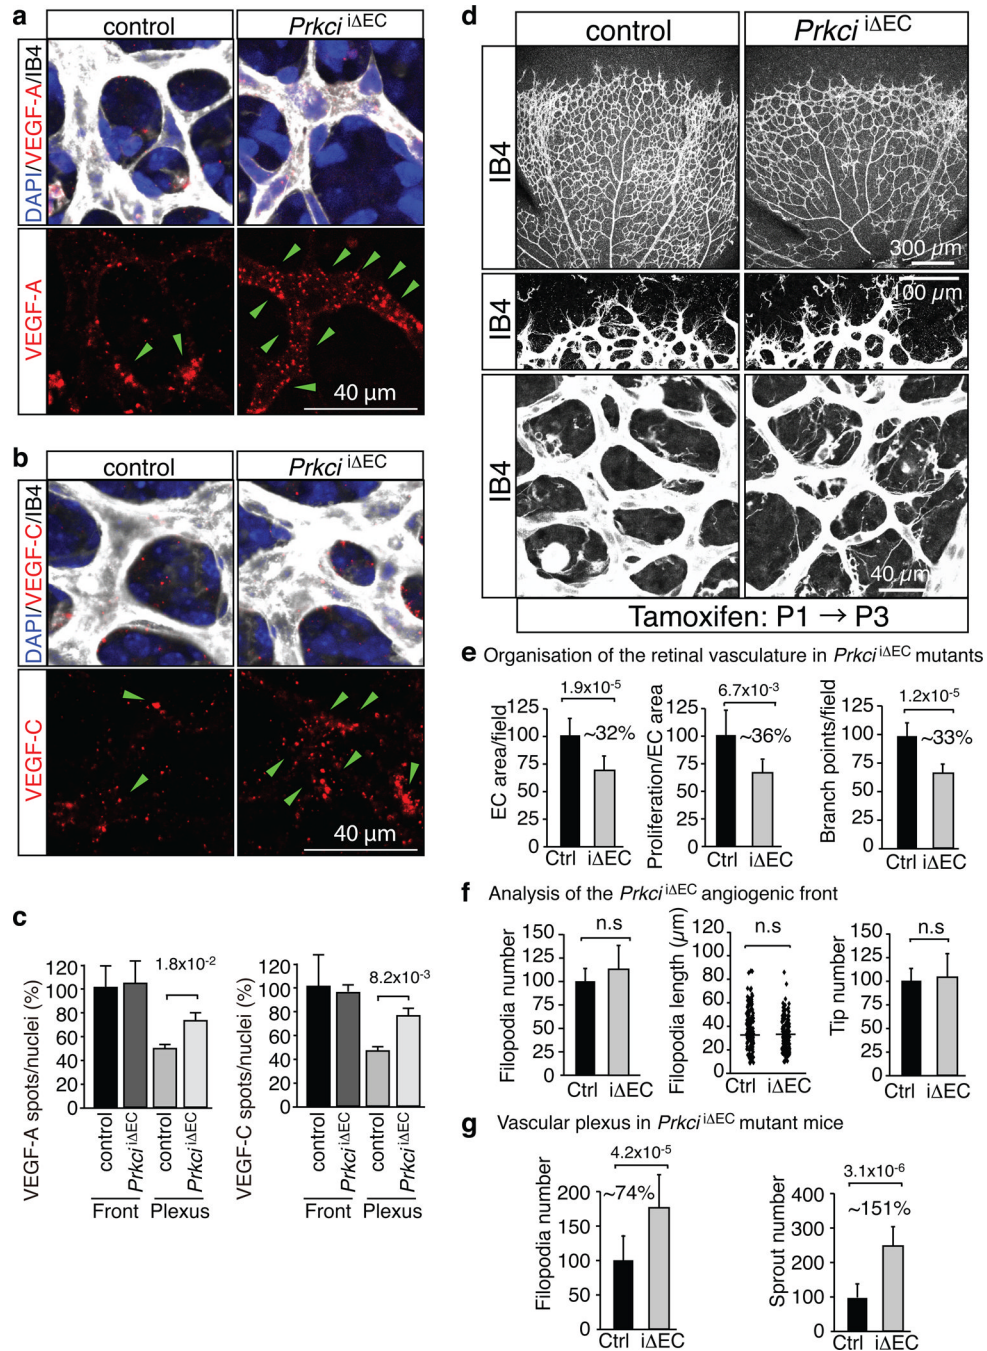 a
control
Prkci iΔEC
DAPI/VEGF-A/IB4
VEGF-A
40 µm
b
control
Prkci iΔEC
DAPI/VEGF-C/IB4
VEGF-C
40 µm
c
VEGF-A spots/nuclei (%)
120
100
80
60
40
20
0
1.8x10-2
control
Prkci iΔEC
control
Prkci iΔEC
Front
Plexus
VEGF-C spots/nuclei (%)
120
100
80
60
40
20
0
8.2x10-3
control
Prkci iΔEC
control
Prkci iΔEC
Front
Plexus
d
control
Prkci iΔEC
IB4
300 µm
IB4
100 µm
IB4
40 µm
Tamoxifen: P1 → P3
e Organisation of the retinal vasculature in Prkci iΔEC mutants
EC area/field
125
100
75
50
25
0
1.9x10-5
~32%
Ctrl iΔEC
Proliferation/EC area
125
100
75
50
25
0
6.7x10-3
~36%
Ctrl iΔEC
Branch points/field
125
100
75
50
25
0
1.2x10-5
~33%
Ctrl iΔEC
f Analysis of the Prkci iΔEC angiogenic front
Filopodia number
150
125
100
75
50
25
0
n.s
Ctrl iΔEC
Filopodia length (µm)
120
100
80
60
40
20
0
n.s
Ctrl iΔEC
Tip number
150
125
100
75
50
25
0
n.s
Ctrl iΔEC
g Vascular plexus in Prkci iΔEC mutant mice
Filopodia number
200
150
100
50
0
4.2x10-5
~74%
Ctrl iΔEC
Sprout number
400
300
200
100
0
3.1x10-6
~151%
Ctrl iΔEC